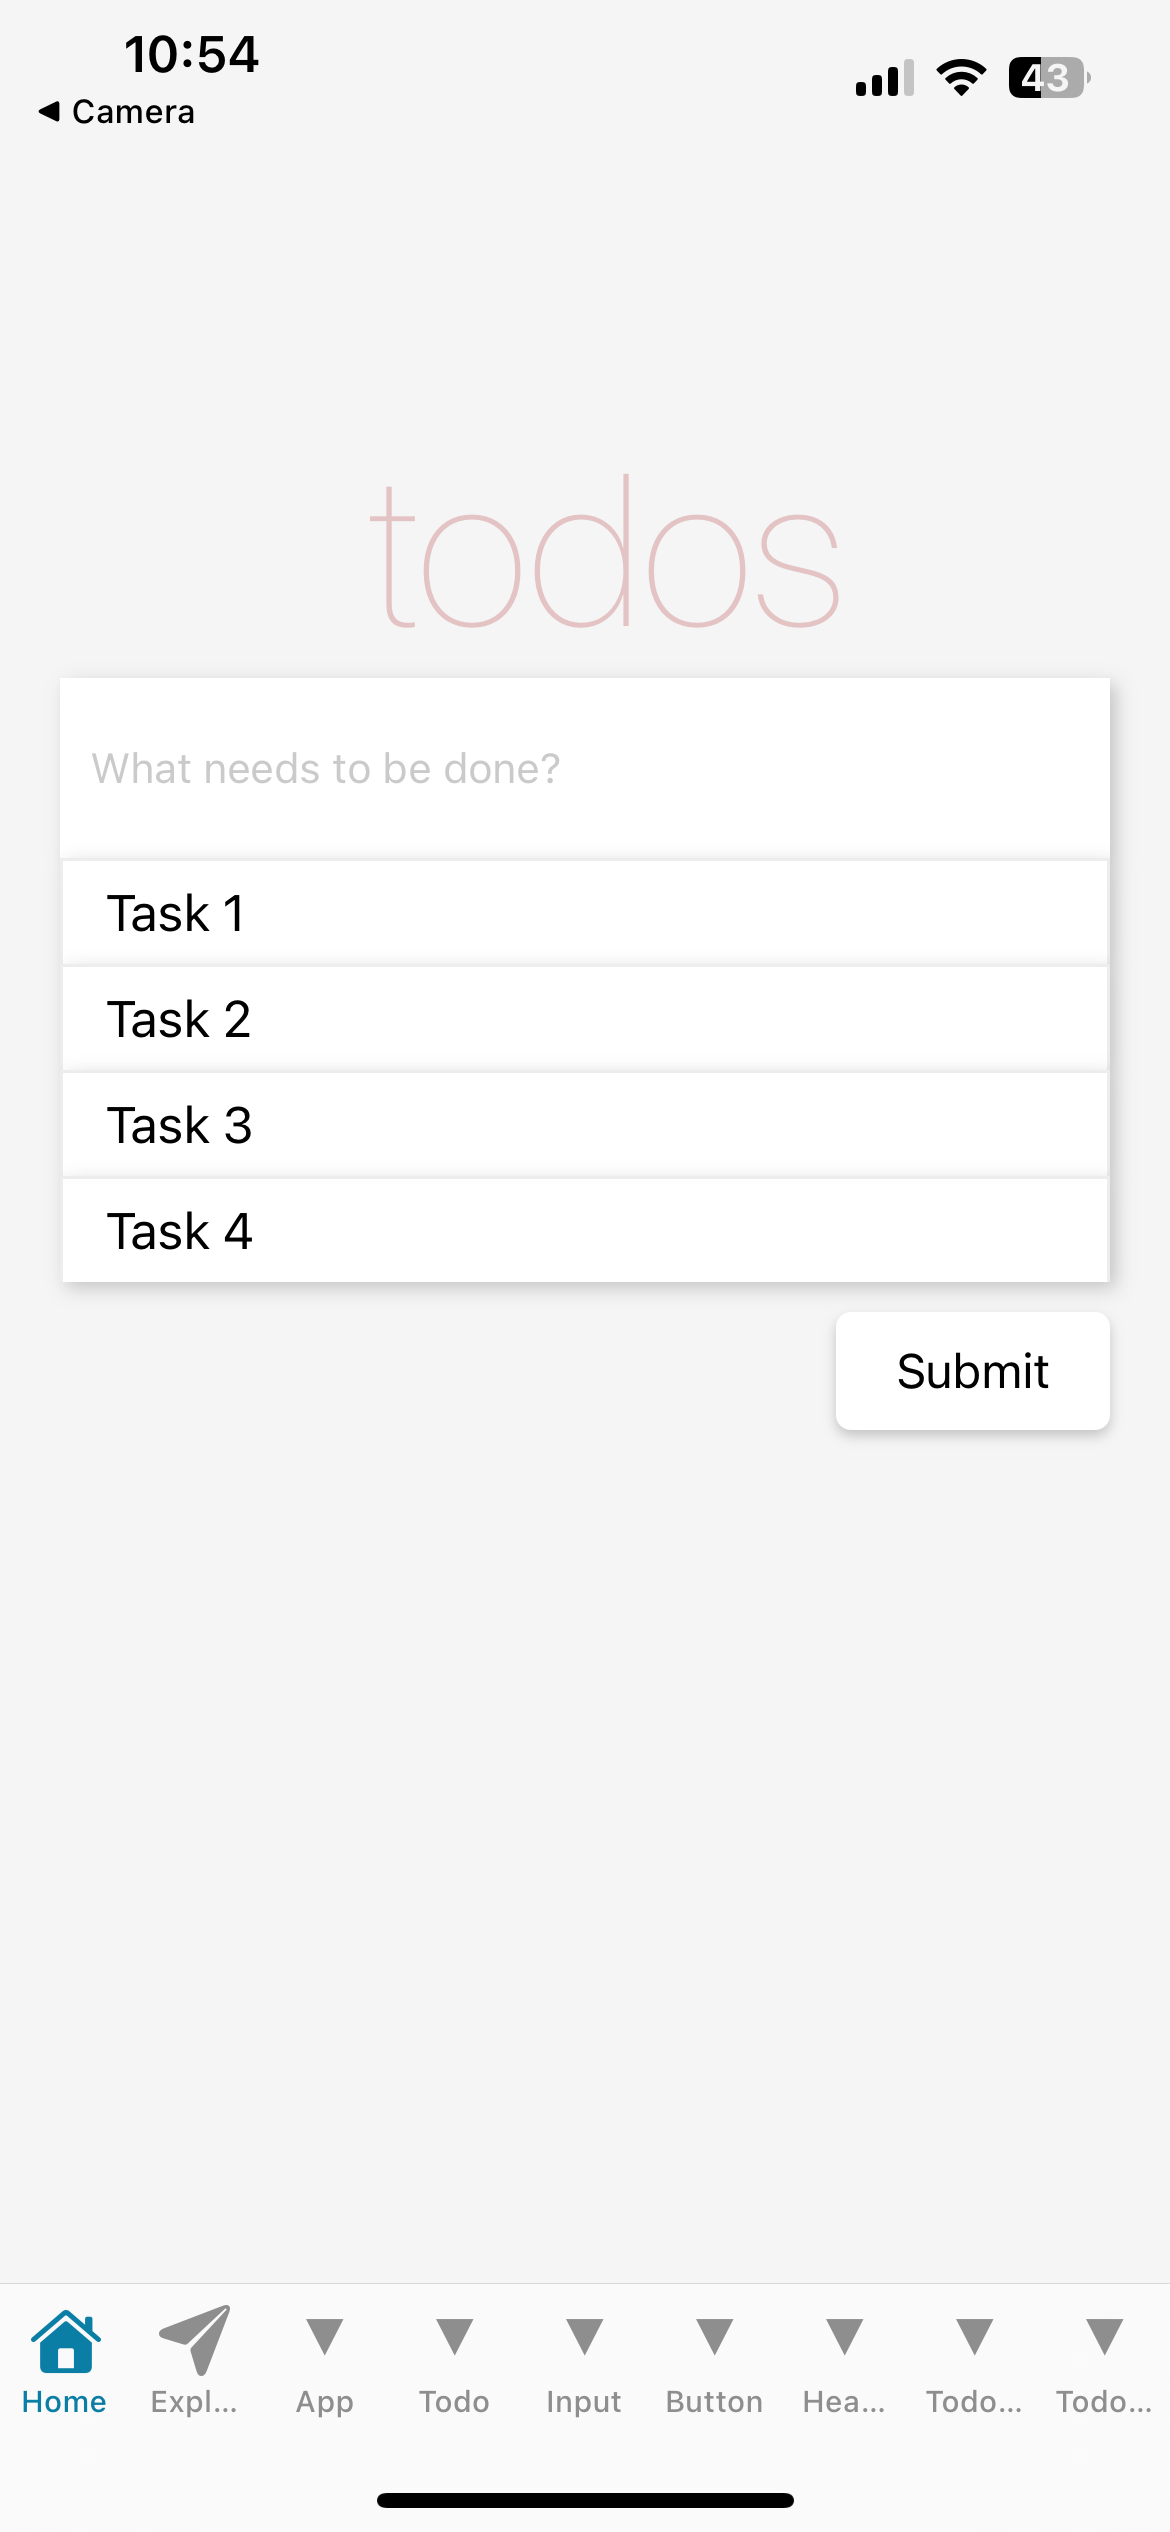 10:54
43
Camera
todos
What needs to be done?
Task 1
Task 2
Task 3
Task 4
Submit
Home Expl... App Todo Input Button Hea... Todo... Todo...